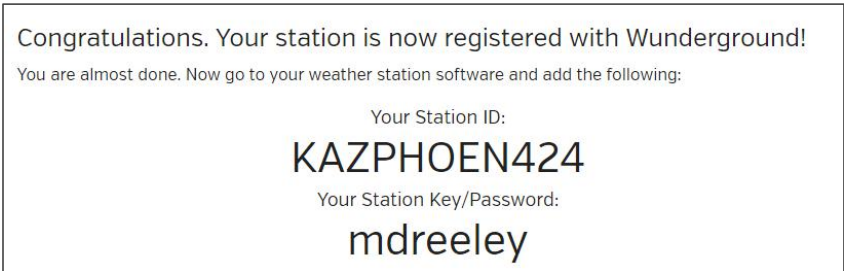 Congratulations. Your station is now registered with Wunderground!
You are almost done. Now go to your weather station software and add the following:
Your Station ID:
KAZPHOEN424
Your Station Key/Password:
mdreeley